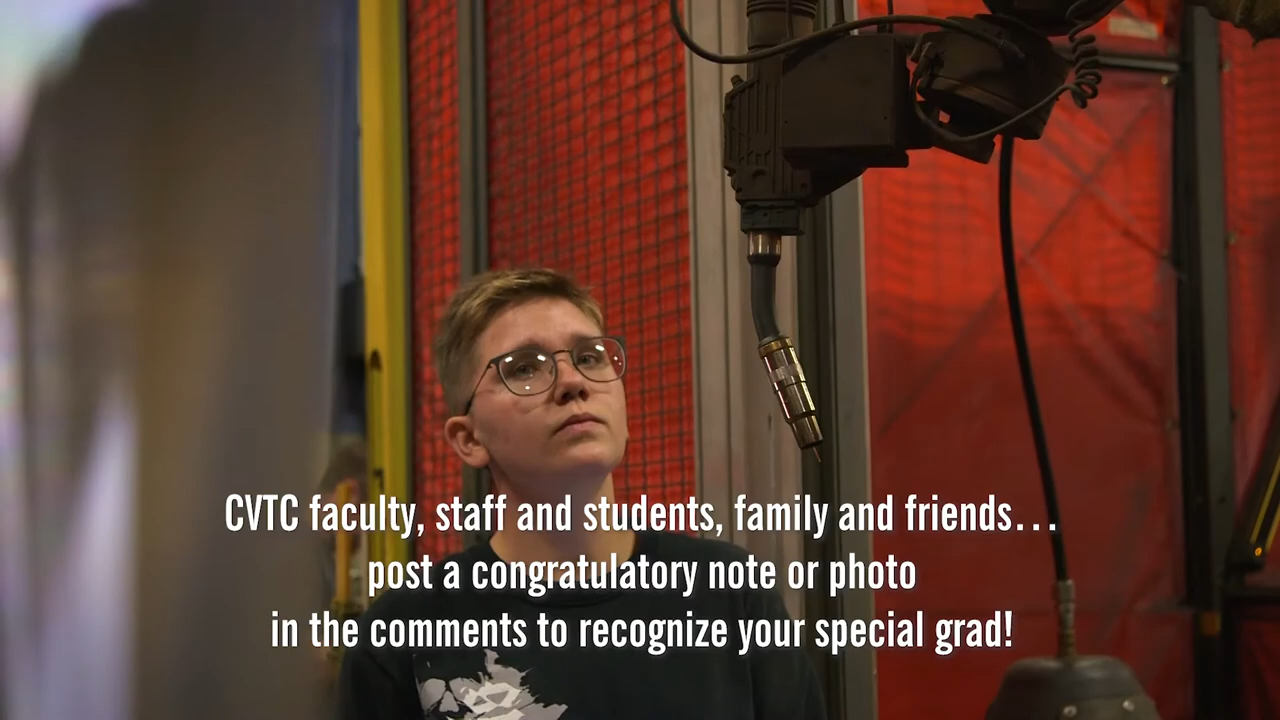 CVTC faculty, staff and students, family and friends...
post a congratulatory note or photo
in the comments to recognize your special grad!